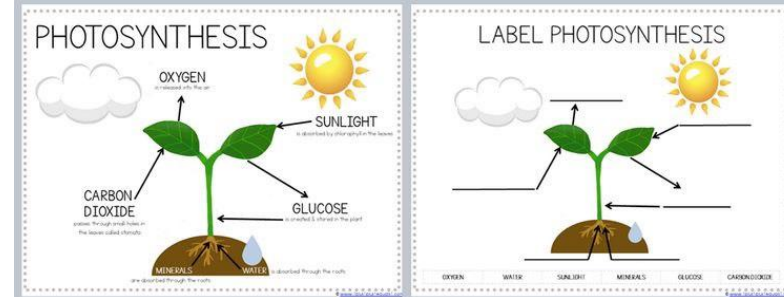 PHOTOSYNTHESIS
OXYGEN
is released into the air
SUNLIGHT
is absorbed by chlorophyll in the leaves
CARBON
DIOXIDE
passes through small holes in
the leaves called stomata
GLUCOSE
is created & stored in the plant
MINERALS
are absorbed through the roots
WATER
is absorbed through the roots
LABEL PHOTOSYNTHESIS
OXYGEN WATER SUNLIGHT MINERALS GLUCOSE CARBON DIOXIDE